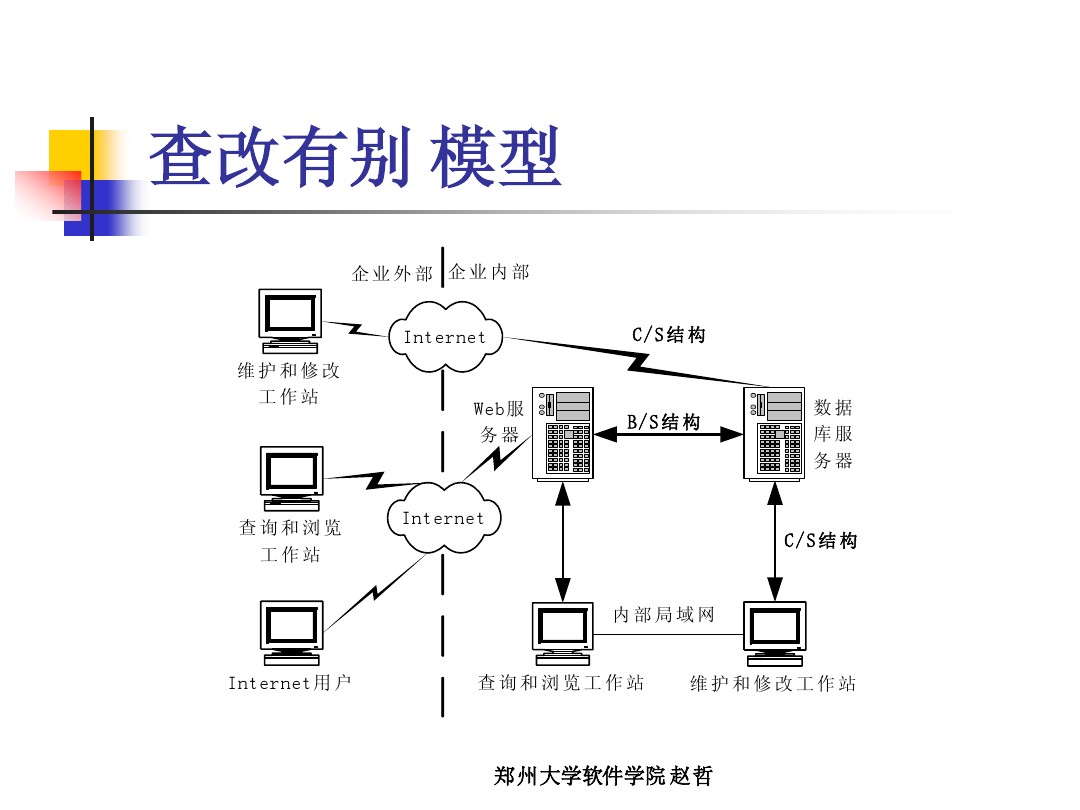 查改有别 模型
企业外部 企业内部
Internet
C/S结构
维护和修改
工作站
Web服
务器
B/S结构
数据
库服
务器
Internet
查询和浏览
工作站
C/S结构
内部局域网
Internet用户
查询和浏览工作站
维护和修改工作站
郑州大学软件学院 赵哲